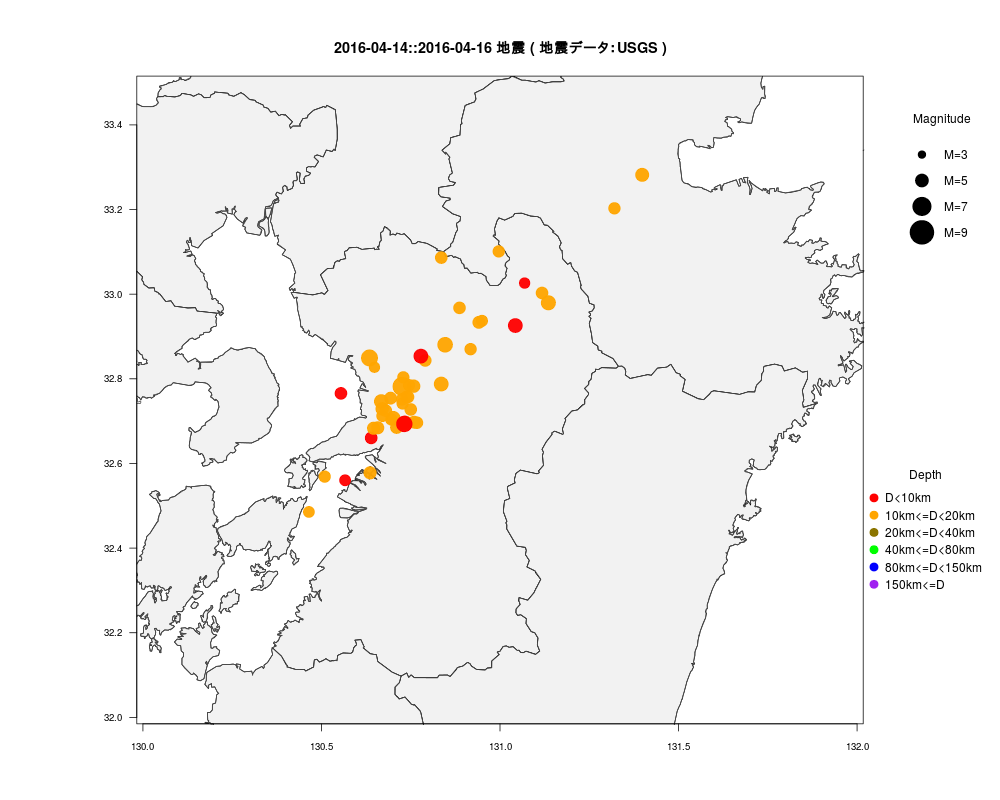 2016-04-14::2016-04-16 地震 ( 地震データ:USGS )
33.4
33.2
33.0
32.8
32.6
32.4
32.2
32.0
130.0 130.5 131.0 131.5 132.0
Magnitude
M=3
M=5
M=7
M=9
Depth
D<10km
10km<=D<20km
20km<=D<40km
40km<=D<80km
80km<=D<150km
150km<=D